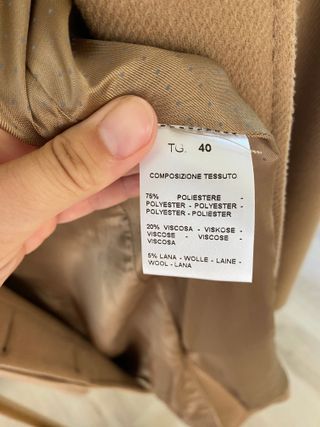 TG. 40
COMPOSIZIONE TESSUTO
75% POLIESTERE -
POLYESTER - POLYESTER -
POLYESTER - POLIESTER
20% VISCOSA - VISKOSE -
VISCOSE - VISCOSE -
VISCOSA
5% LANA - WOLLE - LAINE -
WOOL - LANA